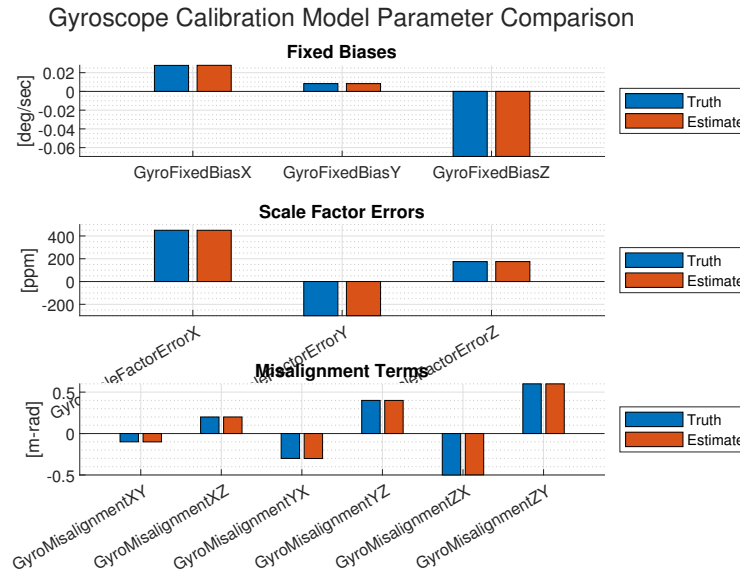 Gyroscope Calibration Model Parameter Comparison
Fixed Biases
[deg/sec]
0.02
0
-0.02
-0.04
-0.06
GyroFixedBiasX
GyroFixedBiasY
GyroFixedBiasZ
Truth
Estimate
Scale Factor Errors
[ppm]
400
200
0
-200
Truth
Estimate
Misalignment Terms
[m-rad]
0.5
0
-0.5
GyroMisalignmentXY
GyroMisalignmentXZ
GyroMisalignmentYX
GyroMisalignmentYZ
GyroMisalignmentZX
GyroMisalignmentZY
Truth
Estimate